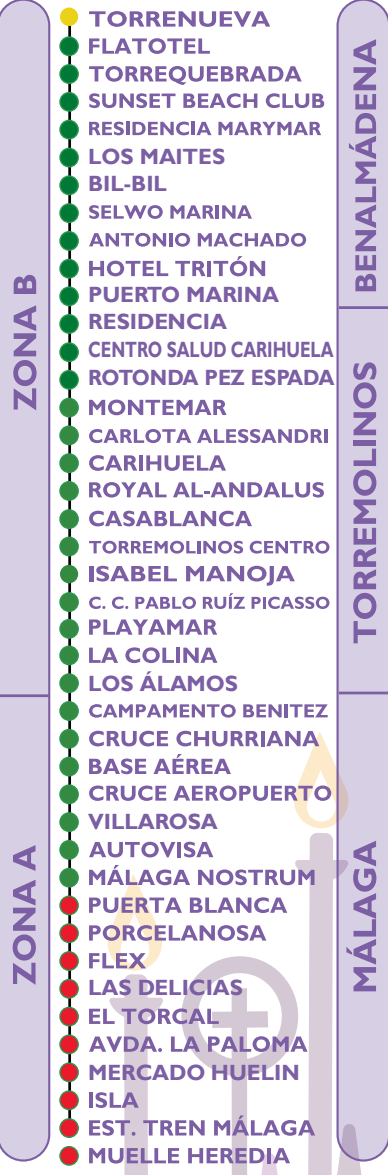 TORRENUEVA
FLATOTEL
TORREQUEBRADA
SUNSET BEACH CLUB
RESIDENCIA MARYMAR
LOS MAITES
BIL-BIL
SELWO MARINA
ANTONIO MACHADO
HOTEL TRITÓN
PUERTO MARINA
RESIDENCIA
CENTRO SALUD CARIHUELA
ROTONDA PEZ ESPADA
MONTEMAR
CARLOTA ALESSANDRI
CARIHUELA
ROYAL AL-ANDALUS
CASABLANCA
TORREMOLINOS CENTRO
ISABEL MANOJA
C. C. PABLO RUÍZ PICASSO
PLAYAMAR
LA COLINA
LOS ÁLAMOS
CAMPAMENTO BENITEZ
CRUCE CHURRIANA
BASE AÉREA
CRUCE AEROPUERTO
VILLAROSA
AUTOVISA
MÁLAGA NOSTRUM
PUERTA BLANCA
PORCELANOSA
FLEX
LAS DELICIAS
EL TORCAL
AVDA. LA PALOMA
MERCADO HUELIN
ISLA
EST. TREN MÁLAGA
MUELLE HEREDIA
ZONA B
ZONA A
BENALMÁDENA
TORREMOLINOS
MÁLAGA